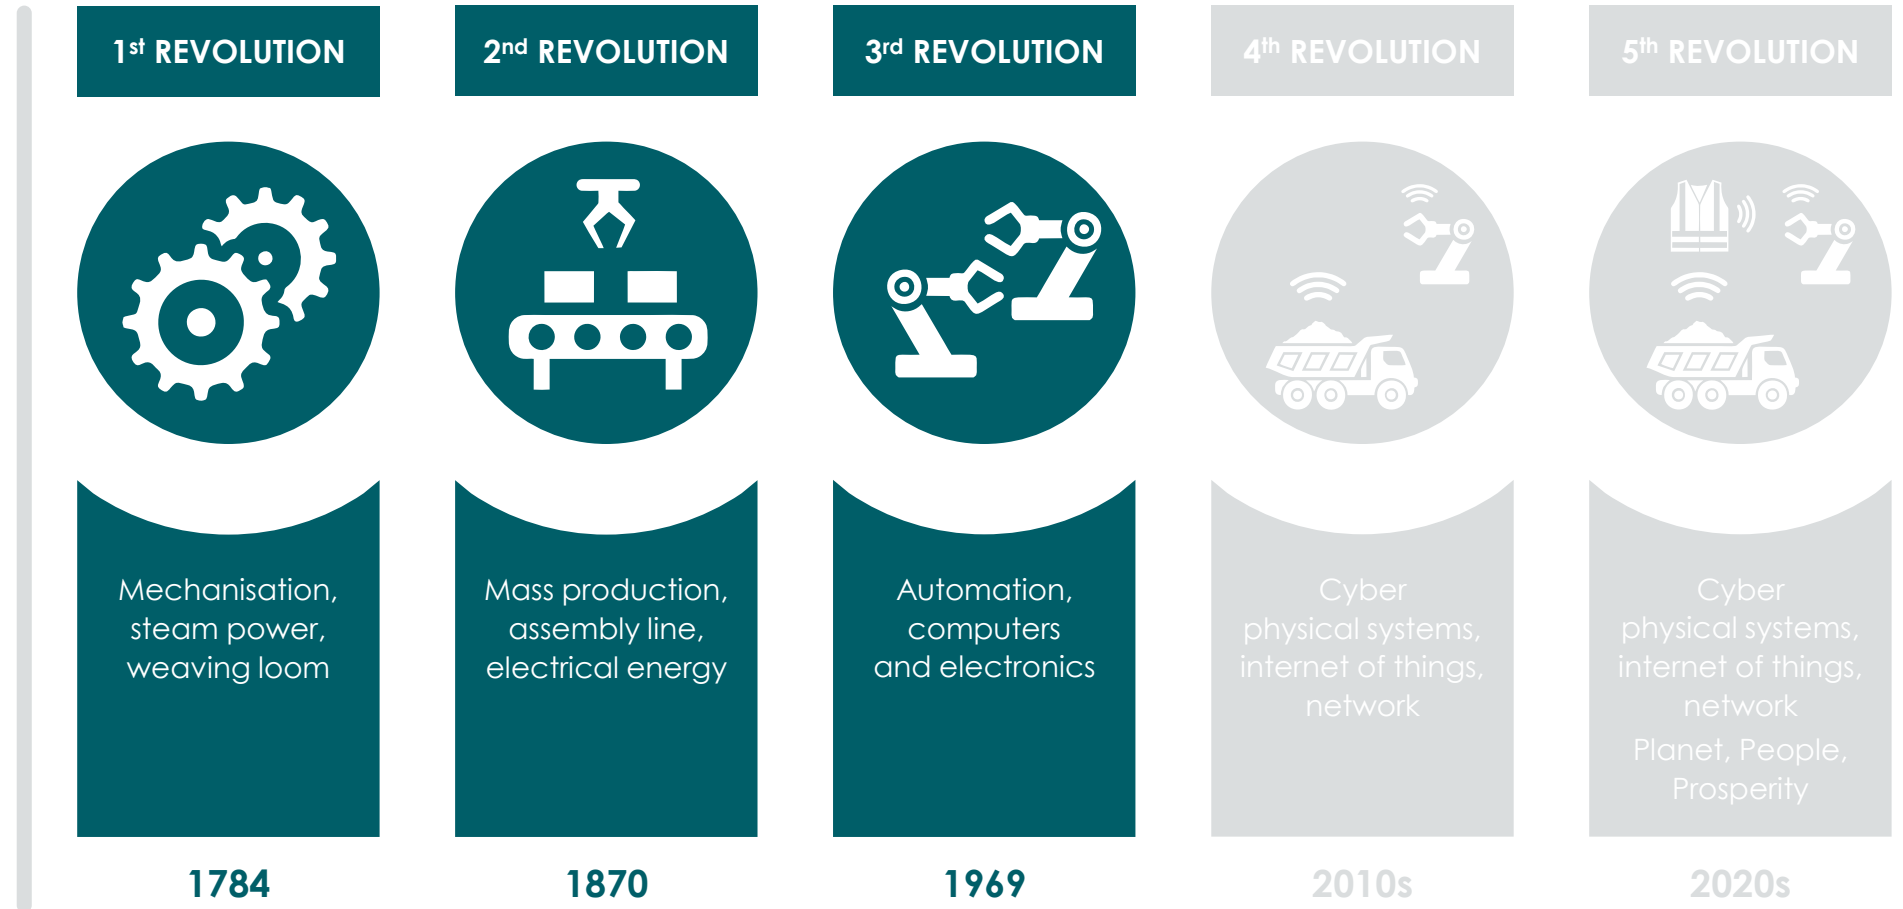 1st REVOLUTION
2nd REVOLUTION
3rd REVOLUTION
4th REVOLUTION
5th REVOLUTION
Mechanisation,
steam power,
weaving loom
Mass production,
assembly line,
electrical energy
Automation,
computers
and electronics
Cyber
physical systems,
internet of things,
network
Cyber
physical systems,
internet of things,
network
Planet, People,
Prosperity
1784
1870
1969
2010s
2020s